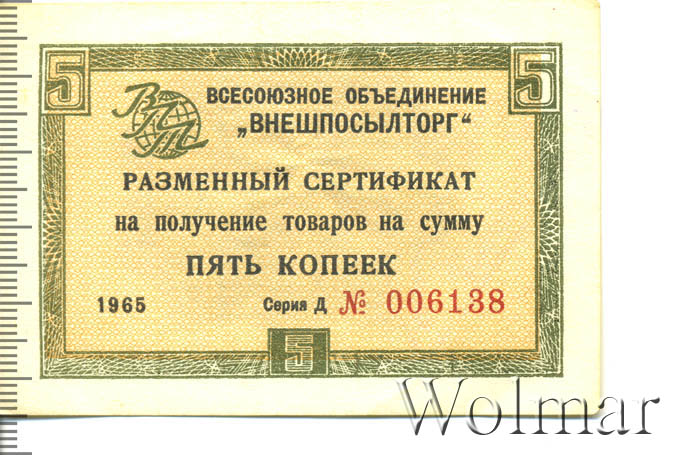 5 5
ВПТ
ВСЕСОЮЗНОЕ ОБЪЕДИНЕНИЕ
„ВНЕШПОСЫЛТОРГ“
РАЗМЕННЫЙ СЕРТИФИКАТ
на получение товаров на сумму
ПЯТЬ КОПЕЕК
1965 Серия Д № 006138
5
Wolmar